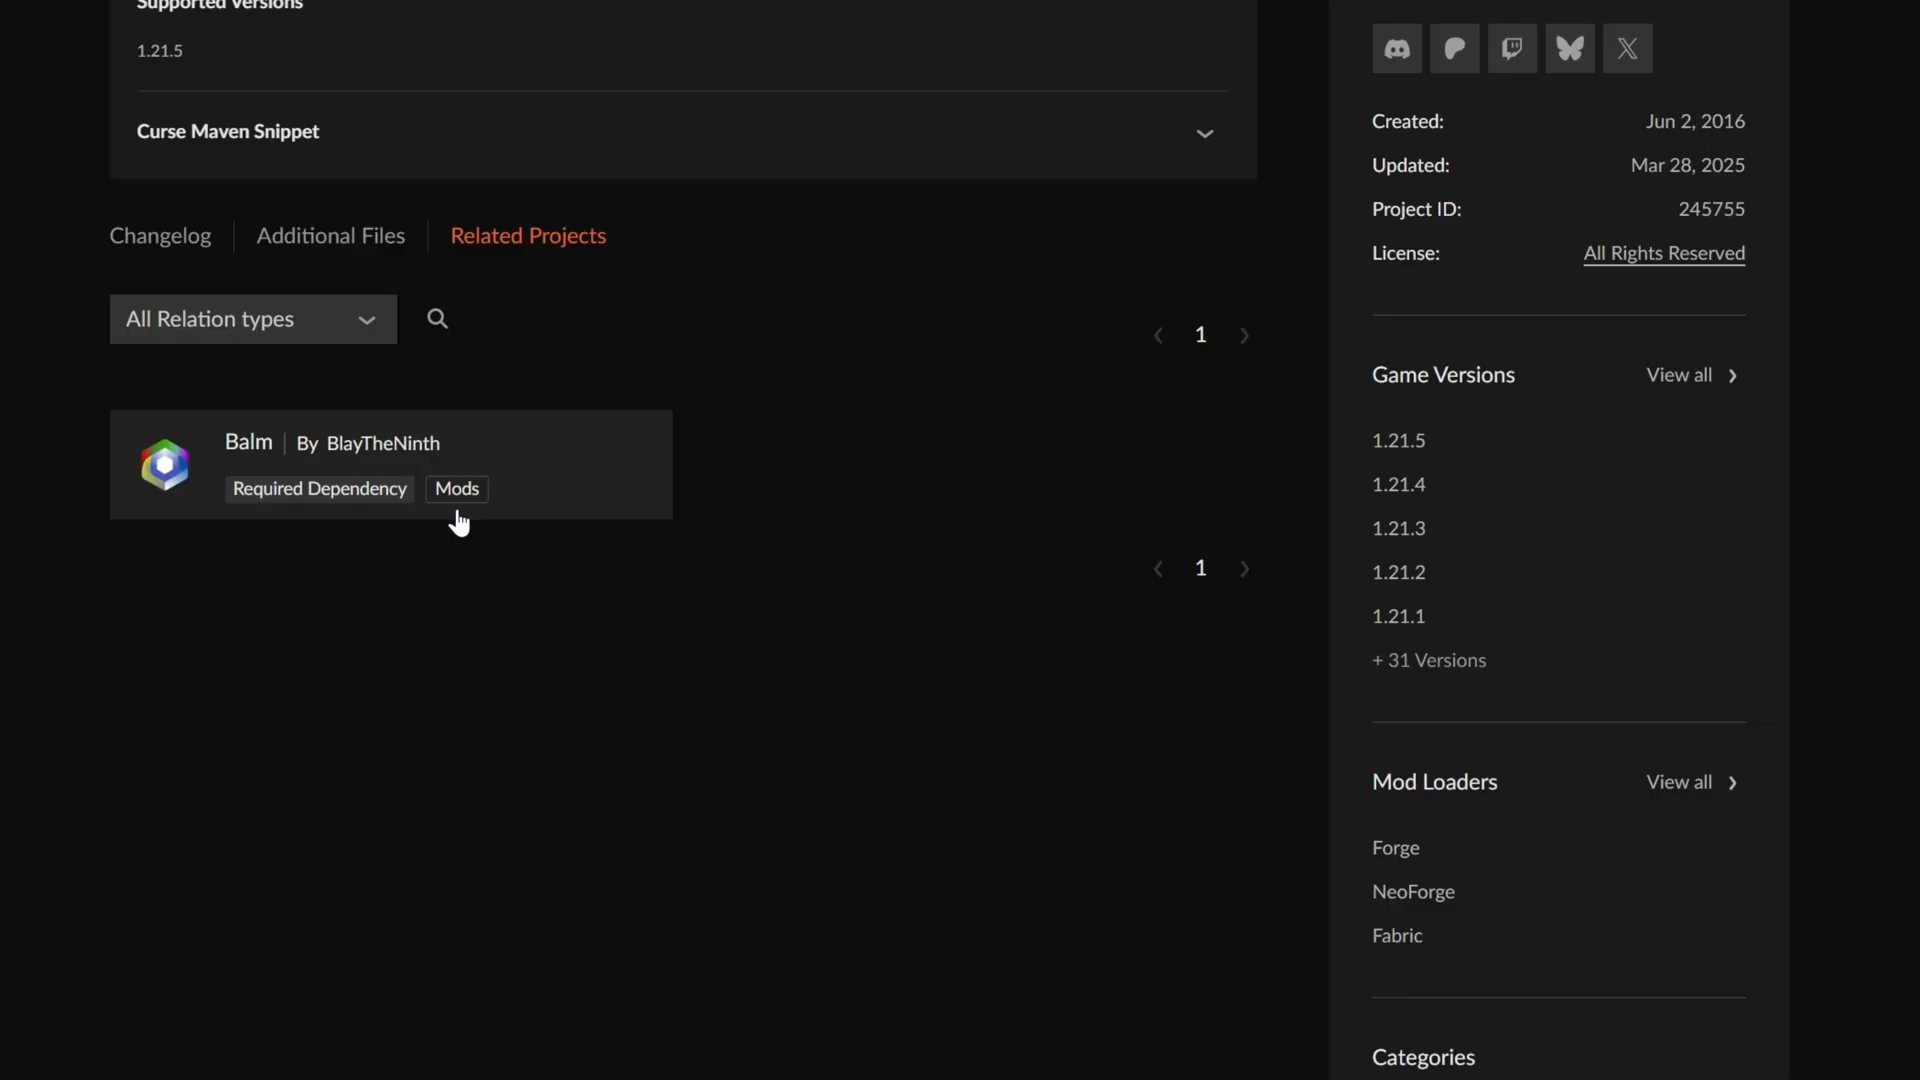 Supported Versions
1.21.5
Curse Maven Snippet
Changelog
Additional Files
Related Projects
All Relation types
1
Balm
By BlayTheNinth
Required Dependency
Mods
1
Created:
Jun 2, 2016
Updated:
Mar 28, 2025
Project ID:
245755
License:
All Rights Reserved
Game Versions
View all
1.21.5
1.21.4
1.21.3
1.21.2
1.21.1
+ 31 Versions
Mod Loaders
View all
Forge
NeoForge
Fabric
Categories